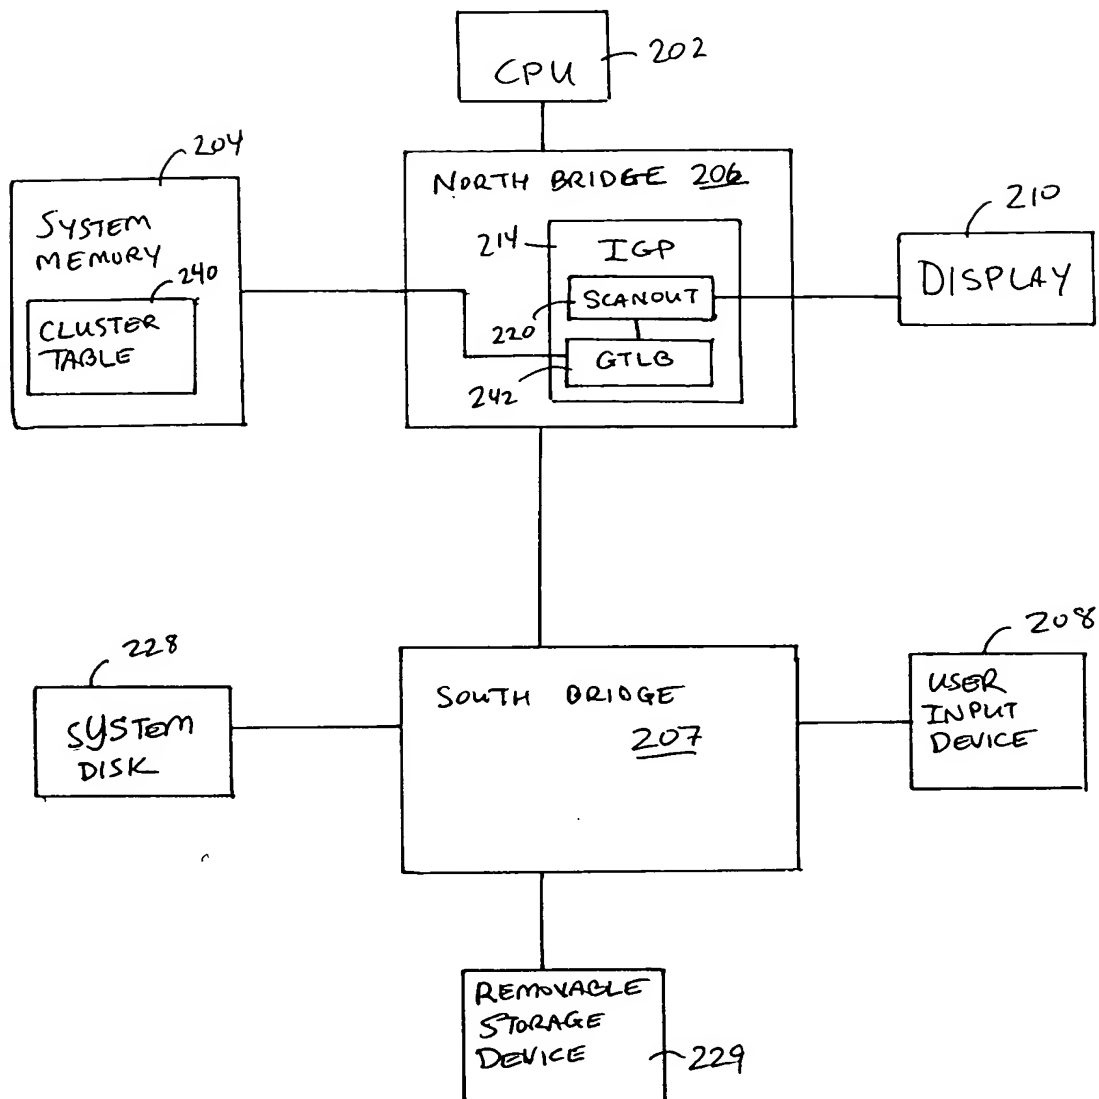 CPU
202
204
SYSTEM
MEMORY
240
CLUSTER
TABLE
NORTH BRIDGE 206
214
IGP
SCANOUT
220
GTLB
242
210
DISPLAY
228
SYSTEM
DISK
SOUTH BRIDGE
207
208
USER
INPUT
DEVICE
REMOVABLE
STORAGE
DEVICE
229